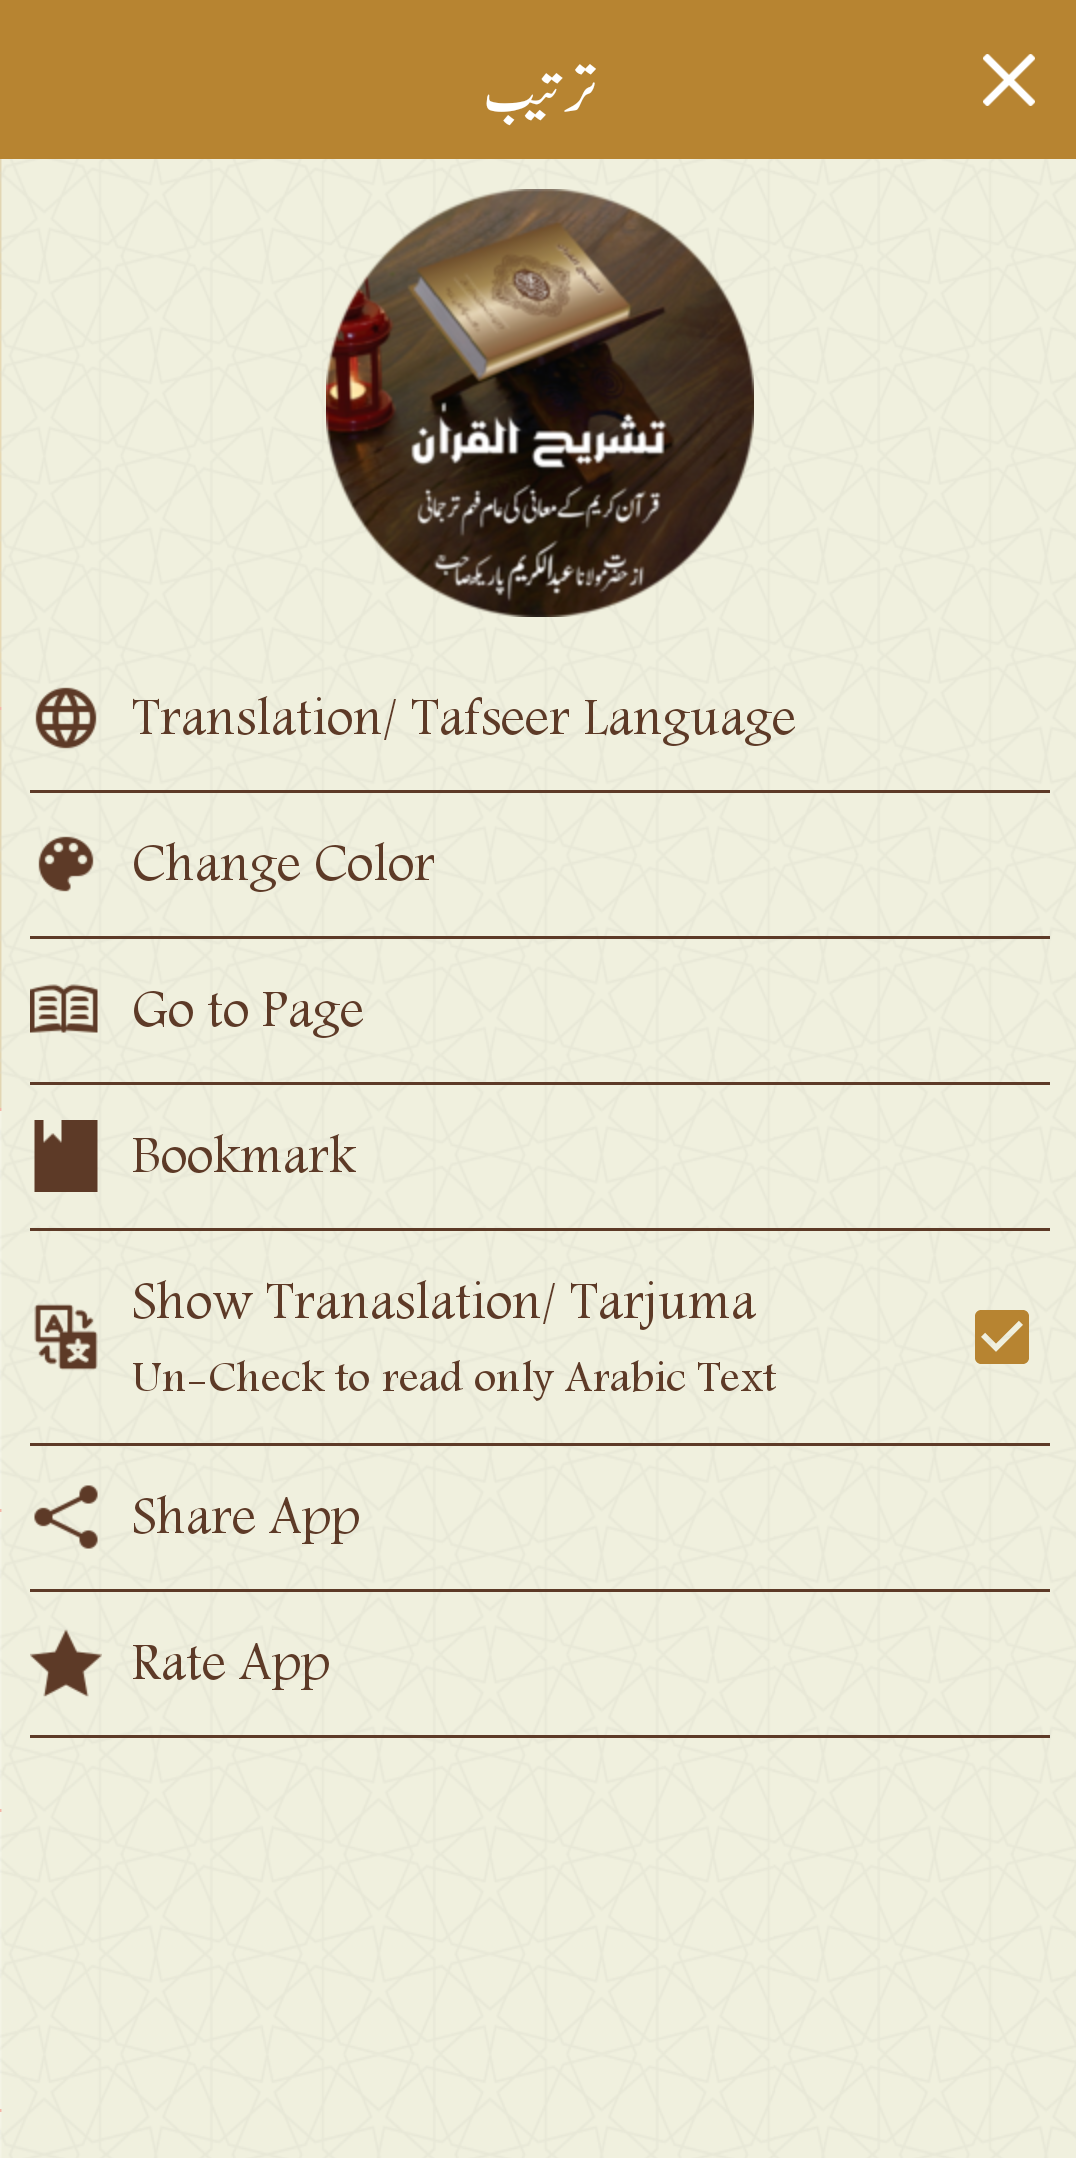 ترتیب
تشریح القرآن
قرآن کریم کے معانی کی عام فہم ترجمانی
از حضرت مولانا عبدالکریم پاریکھ صاحبؒ
Translation/ Tafseer Language
Change Color
Go to Page
Bookmark
Show Tranaslation/ Tarjuma
Un-Check to read only Arabic Text
Share App
Rate App